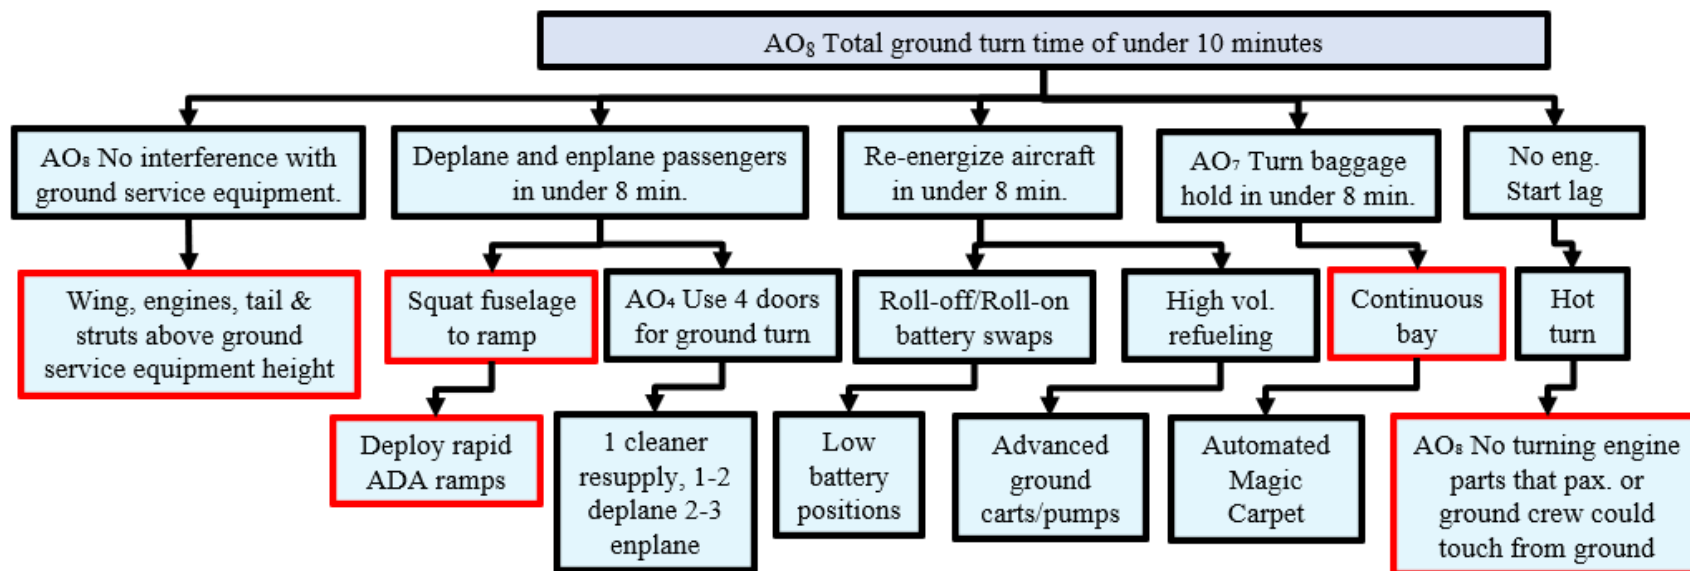 AO₈ Total ground turn time of under 10 minutes
AO₈ No interference with
ground service equipment.
Deplane and enplane passengers
in under 8 min.
Re-energize aircraft
in under 8 min.
AO₇ Turn baggage
hold in under 8 min.
No eng.
Start lag
Wing, engines, tail &
struts above ground
service equipment height
Squat fuselage
to ramp
AO₄ Use 4 doors
for ground turn
Roll-off/Roll-on
battery swaps
High vol.
refueling
Continuous
bay
Hot
turn
Deploy rapid
ADA ramps
1 cleaner
resupply, 1-2
deplane 2-3
enplane
Low
battery
positions
Advanced
ground
carts/pumps
Automated
Magic
Carpet
AO₈ No turning engine
parts that pax. or
ground crew could
touch from ground